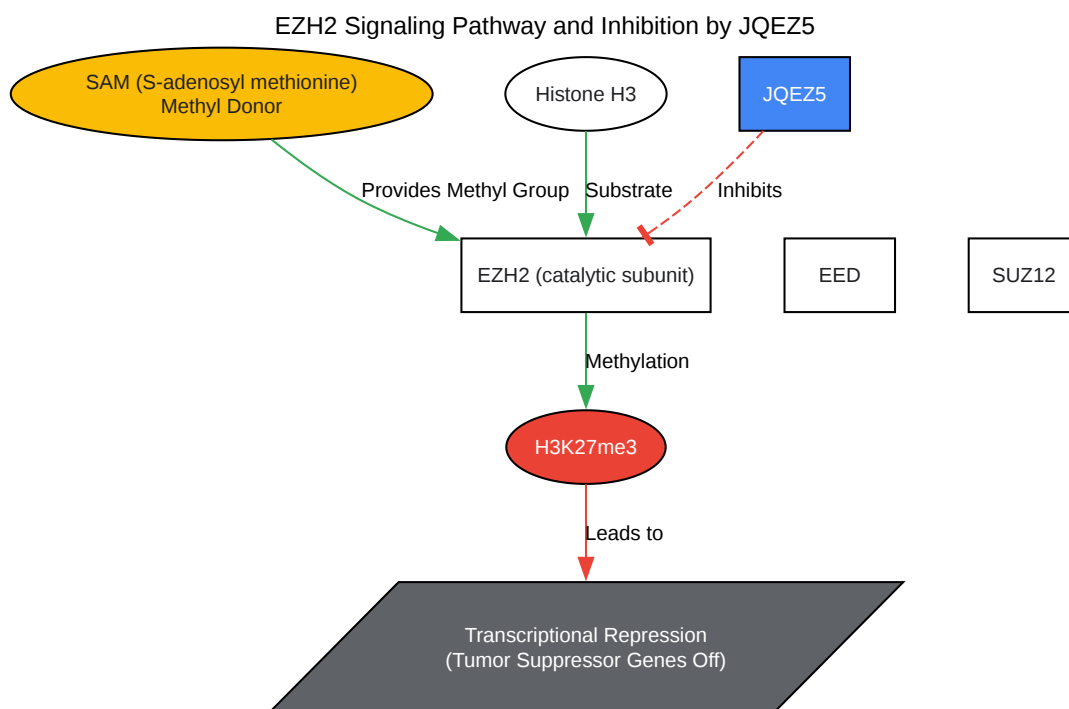 EZH2 Signaling Pathway and Inhibition by JQEZ5
SAM (S-adenosyl methionine)
Methyl Donor
Histone H3
JQEZ5
Provides Methyl Group
Substrate
Inhibits
EZH2 (catalytic subunit)
EED
SUZ12
Methylation
H3K27me3
Leads to
Transcriptional Repression
(Tumor Suppressor Genes Off)